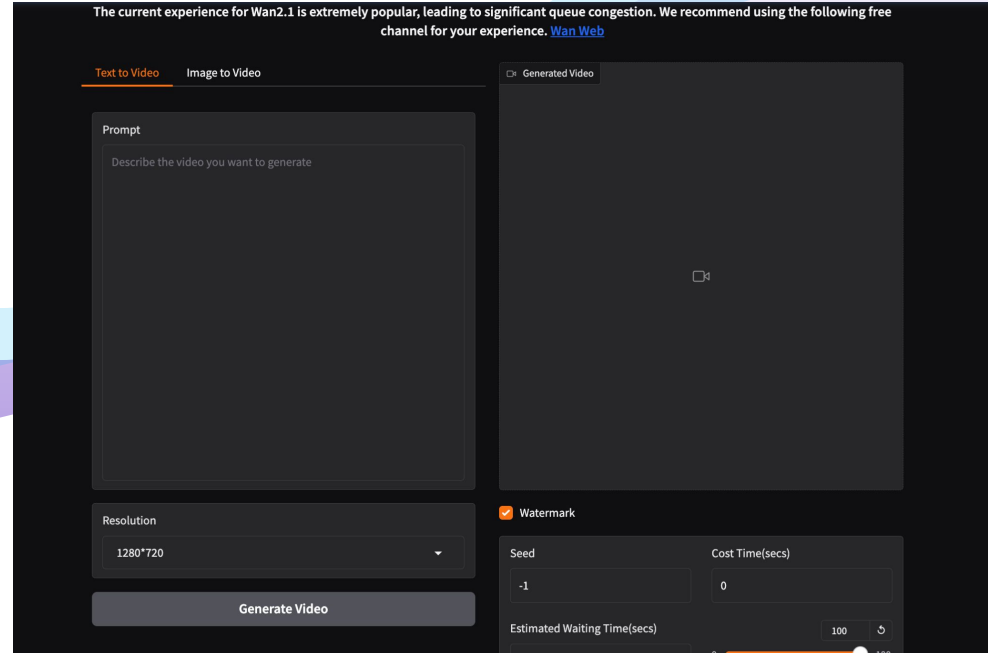 The current experience for Wan2.1 is extremely popular, leading to significant queue congestion. We recommend using the following free
channel for your experience. Wan Web
Text to Video
Image to Video
Generated Video
Prompt
Describe the video you want to generate
Resolution
1280*720
Generate Video
Watermark
Seed
Cost Time(secs)
-1
0
Estimated Waiting Time(secs)
100
0
100